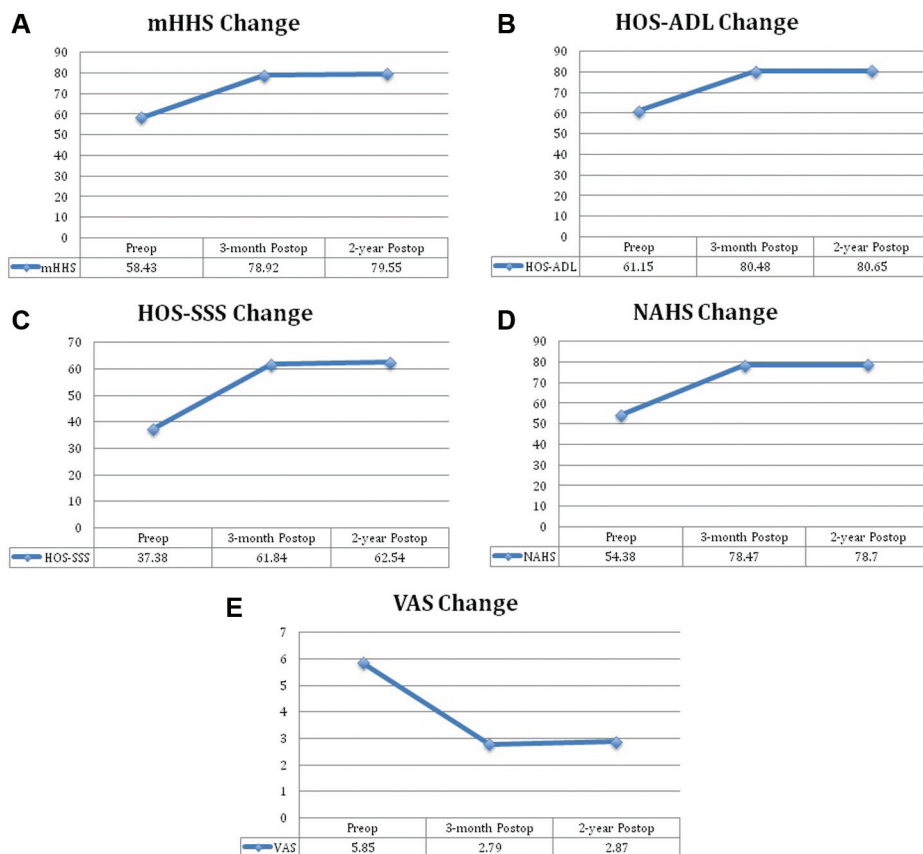 A
mHHS Change
90
80
70
60
50
40
30
20
10
0
Preop 3-month Postop 2-year Postop
mHHS 58.43 78.92 79.55
B
HOS-ADL Change
90
80
70
60
50
40
30
20
10
0
Preop 3-month Postop 2-year Postop
HOS-ADL 61.15 80.48 80.65
C
HOS-SSS Change
70
60
50
40
30
20
10
0
Preop 3-month Postop 2-year Postop
HOS-SSS 37.38 61.84 62.54
D
NAHS Change
90
80
70
60
50
40
30
20
10
0
Preop 3-month Postop 2-year Postop
NAHS 54.38 78.47 78.7
E
VAS Change
7
6
5
4
3
2
1
0
Preop 3-month Postop 2-year Postop
VAS 5.85 2.79 2.87